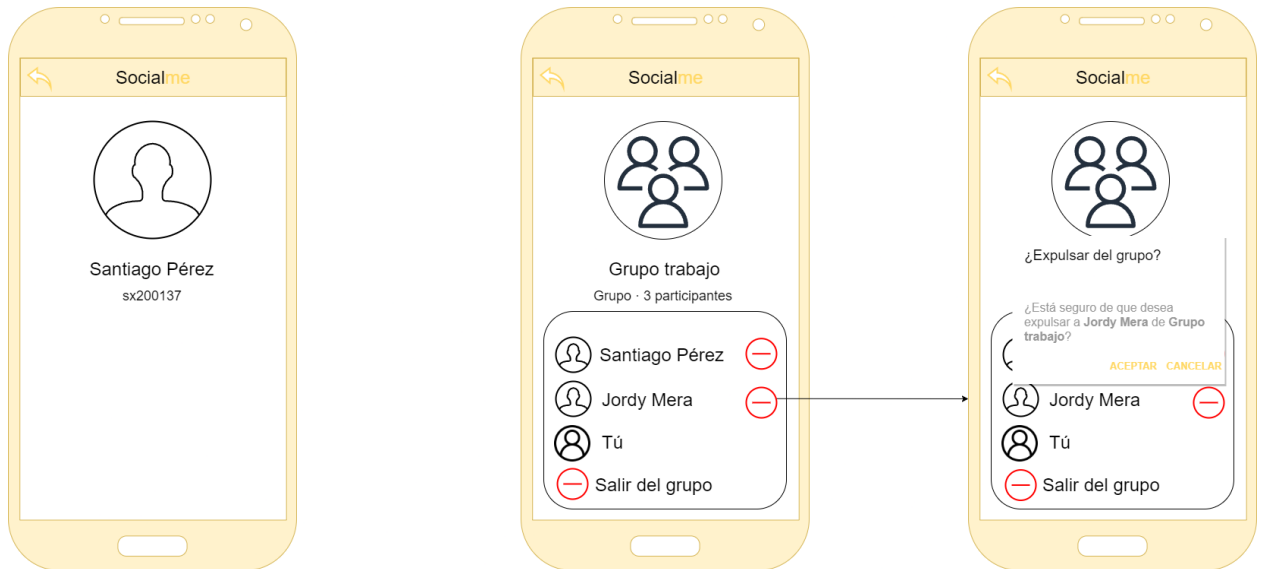 Socialme
Santiago Pérez
sx200137
Socialme
Grupo trabajo
Grupo · 3 participantes
Santiago Pérez
Jordy Mera
Tú
Salir del grupo
Socialme
¿Expulsar del grupo?
¿Está seguro de que desea
expulsar a Jordy Mera de Grupo
trabajo?
ACEPTAR CANCELAR
Jordy Mera
Tú
Salir del grupo